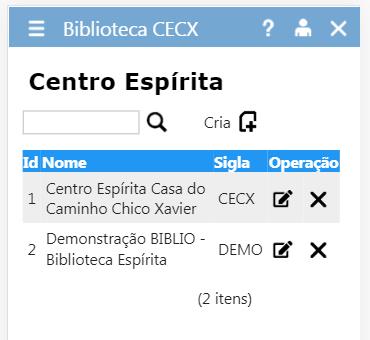 Biblioteca CECX ?
Centro Espírita
Cria
Id Nome Sigla Operação
1 Centro Espírita Casa do Caminho Chico Xavier CECX
2 Demonstração BIBLIO - Biblioteca Espírita DEMO
(2 itens)